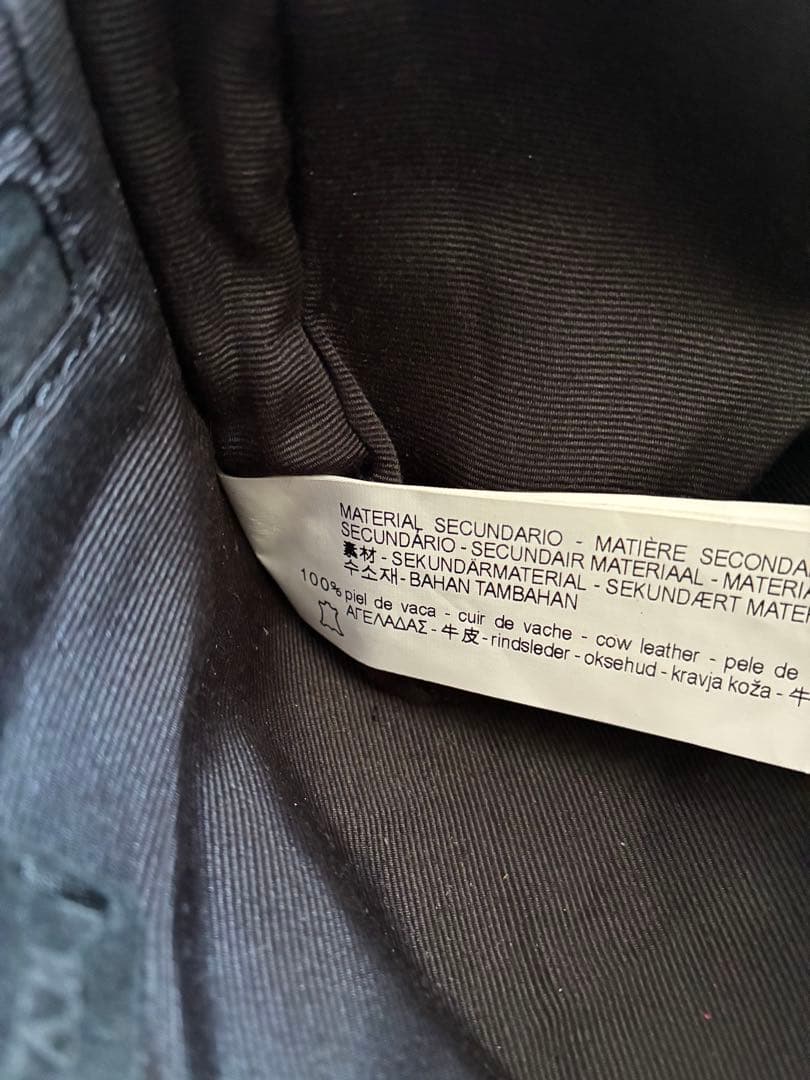 MATERIAL SECUNDARIO - MATIÈRE SECONDA
SECUNDÁRIO - SECUNDAIR MATERIAAL - MATERIA
素材 - SEKUNDÄRMATERIAL - SEKUNDÆRT MATER
수소재 - BAHAN TAMBAHAN
100% piel de vaca - cuir de vache - cow leather - pele de
ΑΓΕΛΑΔΑΣ - 牛皮 - rindsleder - oksehud - kravja koža - 牛